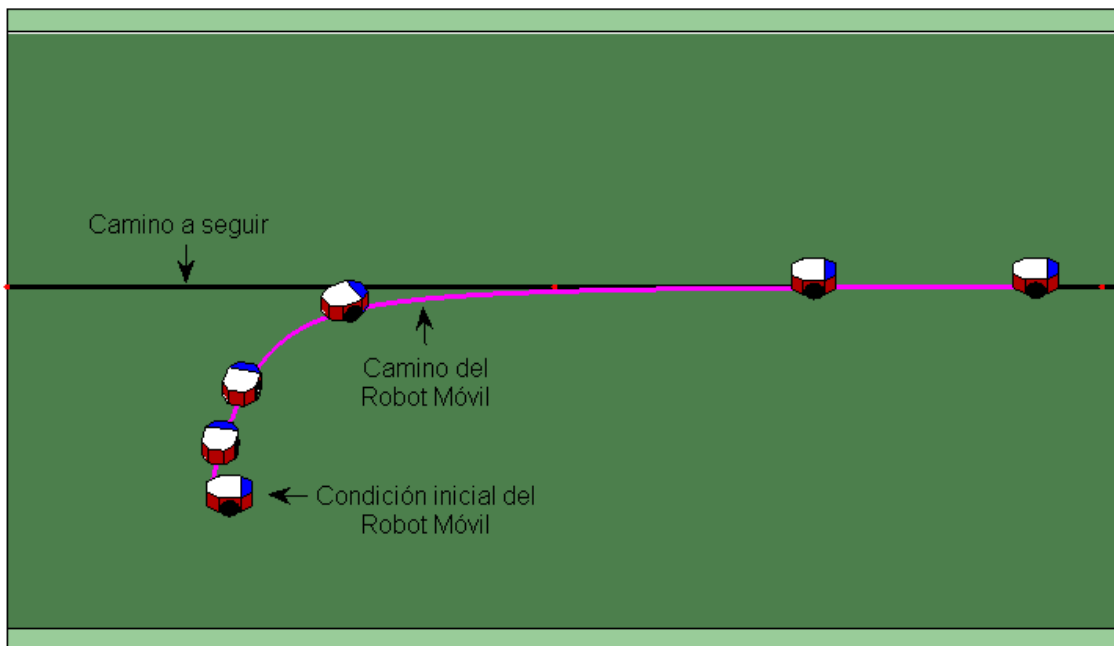 Camino a seguir
Camino del
Robot Móvil
Condición inicial del
Robot Móvil